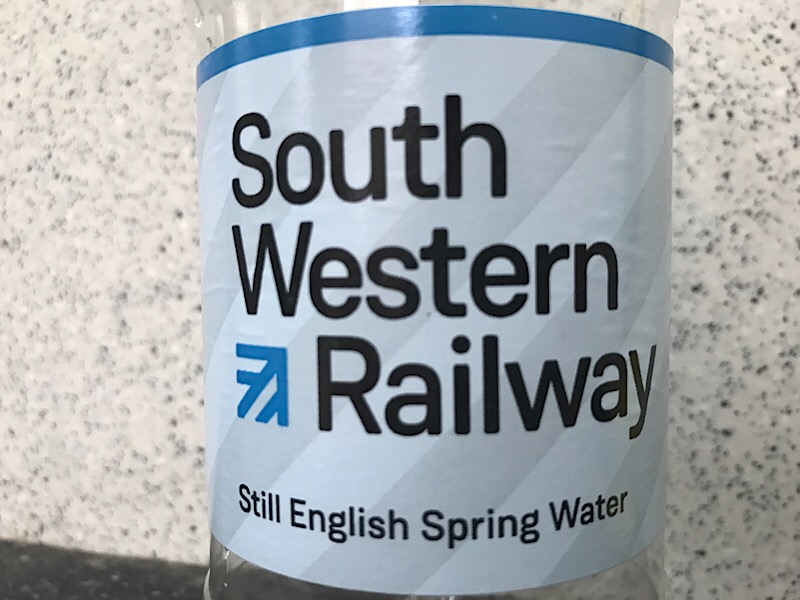 South
Western
Railway
Still English Spring Water